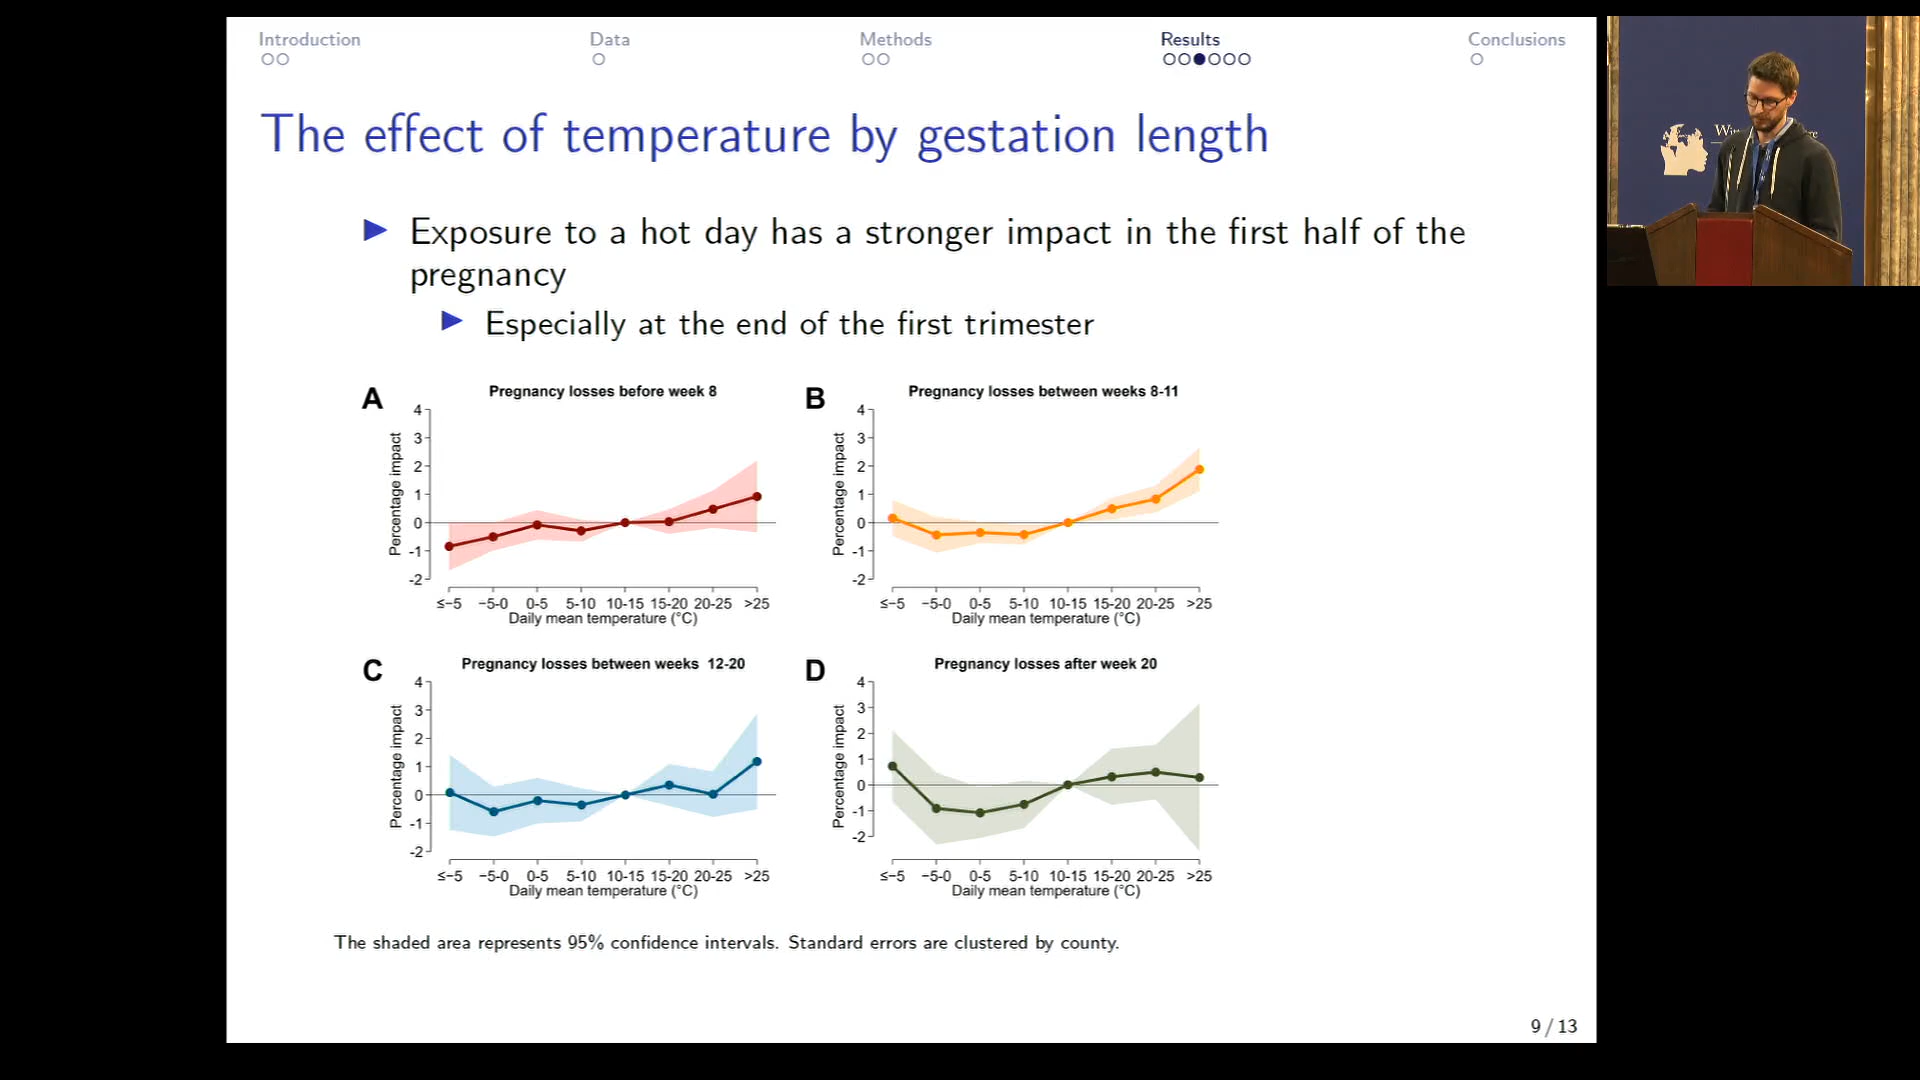 Introduction
Data
Methods
Results
Conclusions
The effect of temperature by gestation length
Exposure to a hot day has a stronger impact in the first half of the
pregnancy
Especially at the end of the first trimester
A
Pregnancy losses before week 8
Percentage impact
4
3
2
1
0
-1
-2
≤−5 −5-0 0-5 5-10 10-15 15-20 20-25 >25
Daily mean temperature (°C)
B
Pregnancy losses between weeks 8-11
Percentage impact
4
3
2
1
0
-1
-2
≤−5 −5-0 0-5 5-10 10-15 15-20 20-25 >25
Daily mean temperature (°C)
C
Pregnancy losses between weeks 12-20
Percentage impact
4
3
2
1
0
-1
-2
≤−5 −5-0 0-5 5-10 10-15 15-20 20-25 >25
Daily mean temperature (°C)
D
Pregnancy losses after week 20
Percentage impact
4
3
2
1
0
-1
-2
≤−5 −5-0 0-5 5-10 10-15 15-20 20-25 >25
Daily mean temperature (°C)
The shaded area represents 95% confidence intervals. Standard errors are clustered by county.
9 / 13